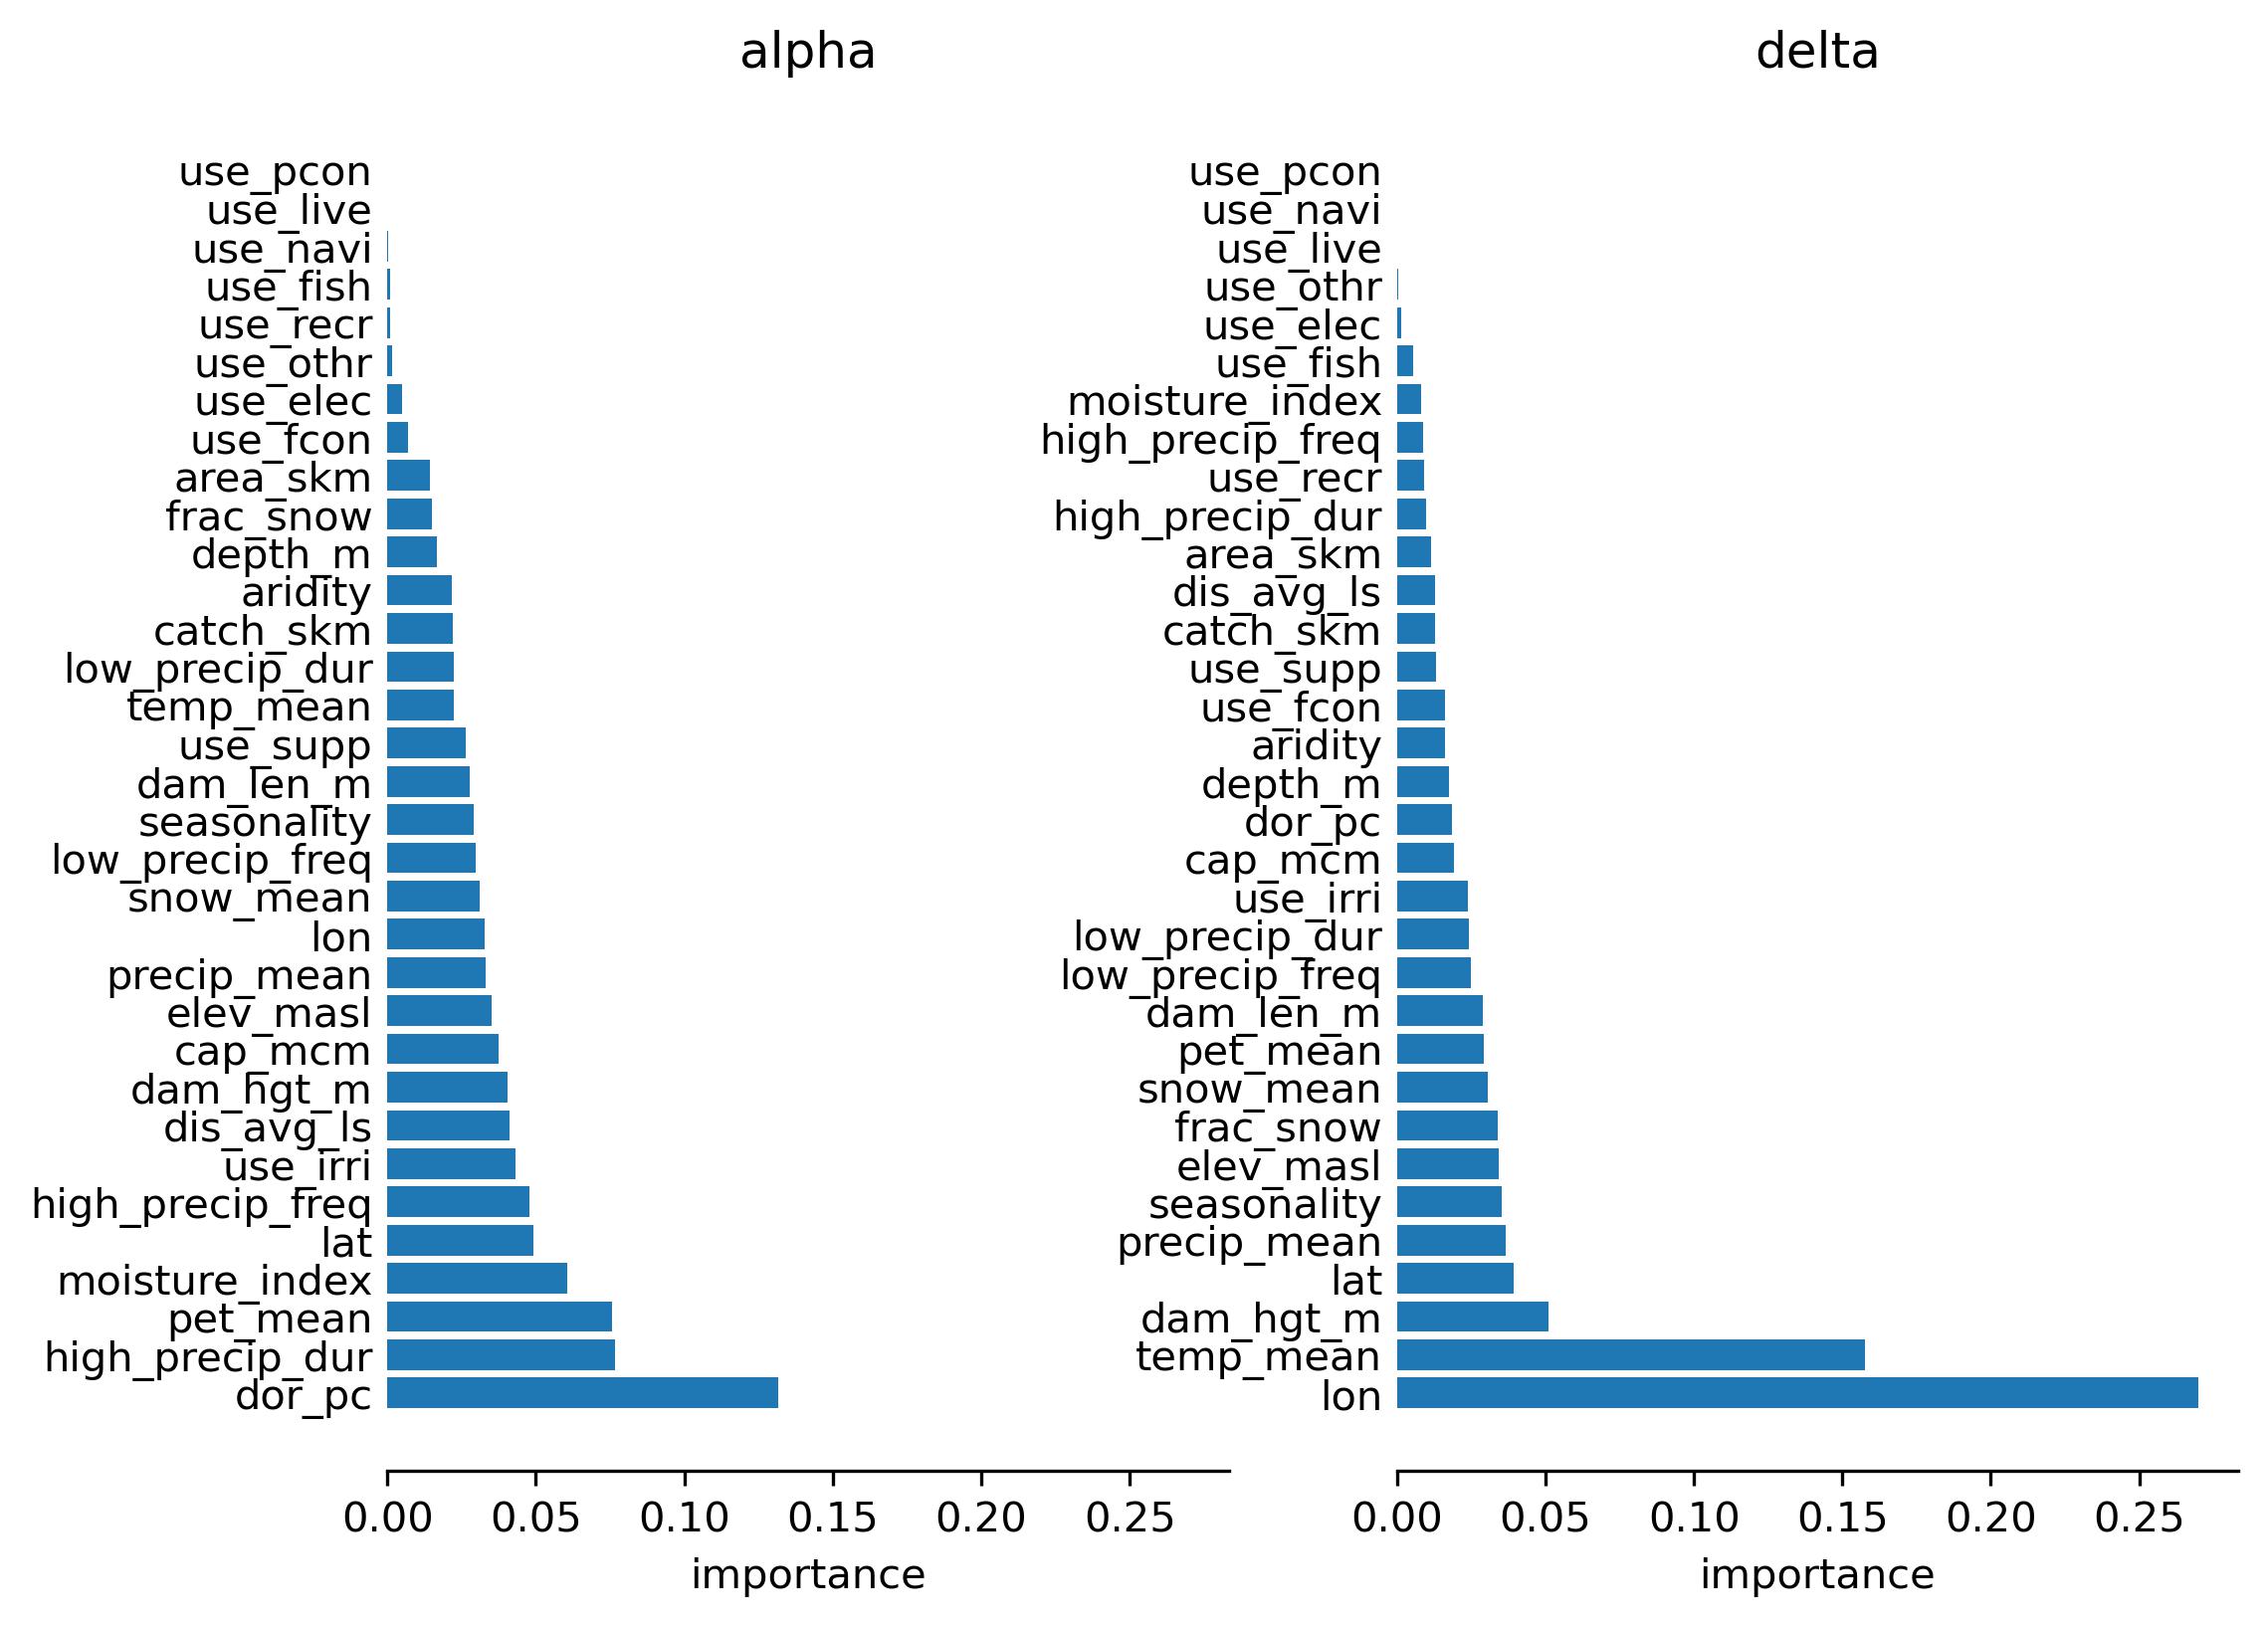 alpha
use_pcon
use_live
use_navi
use_fish
use_recr
use_othr
use_elec
use_fcon
area_skm
frac_snow
depth_m
aridity
catch_skm
low_precip_dur
temp_mean
use_supp
dam_len_m
seasonality
low_precip_freq
snow_mean
lon
precip_mean
elev_masl
cap_mcm
dam_hgt_m
dis_avg_ls
use_irri
high_precip_freq
lat
moisture_index
pet_mean
high_precip_dur
dor_pc
0.00 0.05 0.10 0.15 0.20 0.25
importance
delta
use_pcon
use_navi
use_live
use_othr
use_elec
use_fish
moisture_index
high_precip_freq
use_recr
high_precip_dur
area_skm
dis_avg_ls
catch_skm
use_supp
use_fcon
aridity
depth_m
dor_pc
cap_mcm
use_irri
low_precip_dur
low_precip_freq
dam_len_m
pet_mean
snow_mean
frac_snow
elev_masl
seasonality
precip_mean
lat
dam_hgt_m
temp_mean
lon
0.00 0.05 0.10 0.15 0.20 0.25
importance